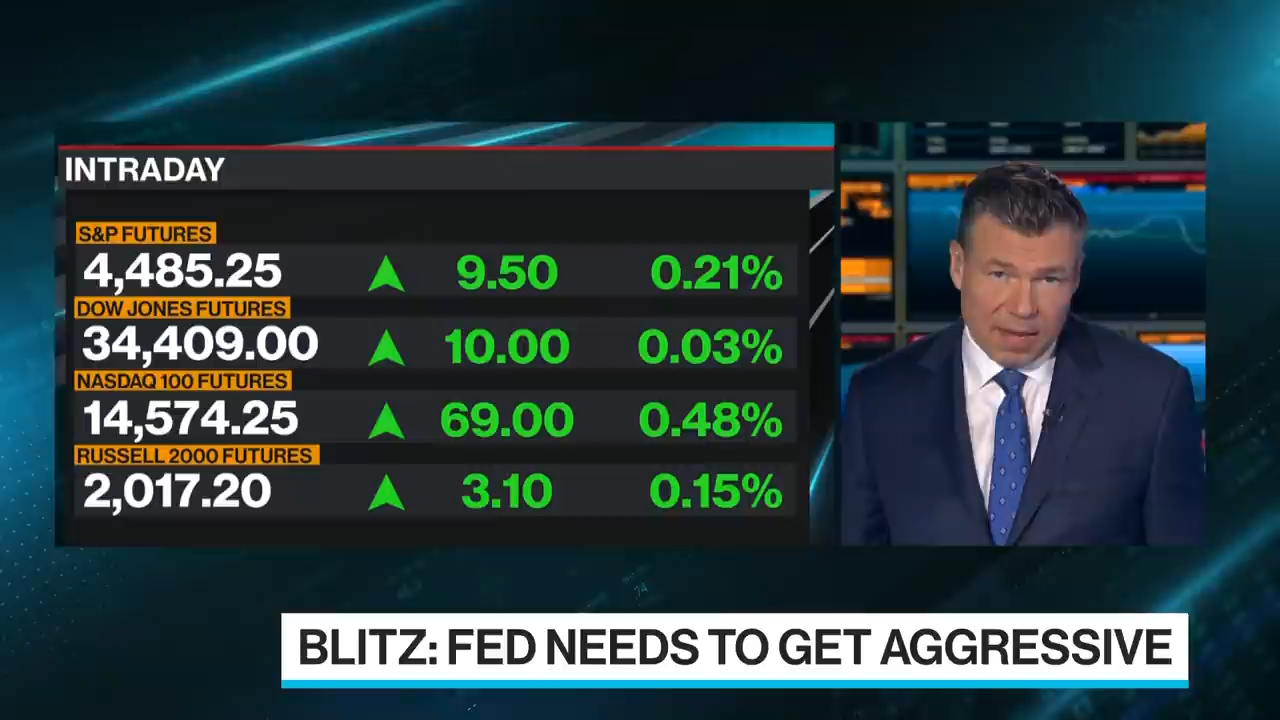 INTRADAY
S&P FUTURES
4,485.25 ▲ 9.50 0.21%
DOW JONES FUTURES
34,409.00 ▲ 10.00 0.03%
NASDAQ 100 FUTURES
14,574.25 ▲ 69.00 0.48%
RUSSELL 2000 FUTURES
2,017.20 ▲ 3.10 0.15%
BLITZ: FED NEEDS TO GET AGGRESSIVE